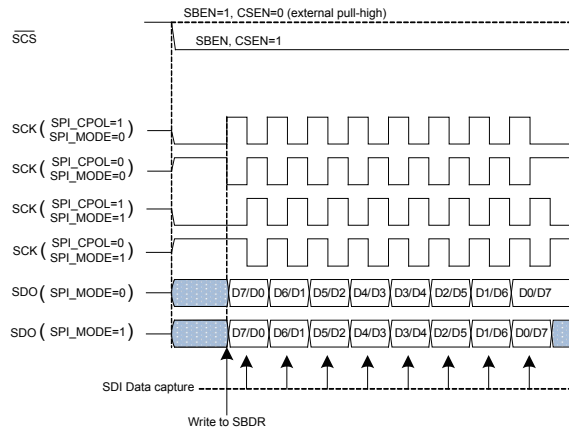 SBEN=1, CSEN=0 (external pull-high)
SCS
SBEN, CSEN=1
SCK ( SPI_CPOL=1
SPI_MODE=0 )
SCK ( SPI_CPOL=0
SPI_MODE=0 )
SCK ( SPI_CPOL=1
SPI_MODE=1 )
SCK ( SPI_CPOL=0
SPI_MODE=1 )
SDO ( SPI_MODE=0 ) D7/D0 D6/D1 D5/D2 D4/D3 D3/D4 D2/D5 D1/D6 D0/D7
SDO ( SPI_MODE=1 ) D7/D0 D6/D1 D5/D2 D4/D3 D3/D4 D2/D5 D1/D6 D0/D7
SDI Data capture
Write to SBDR